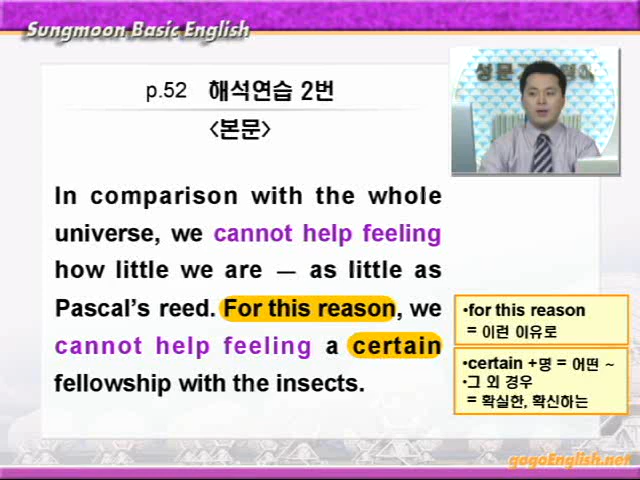 Sungmoon Basic English
p.52 해석연습 2번
<본문>
In comparison with the whole
universe, we cannot help feeling
how little we are — as little as
Pascal's reed. For this reason, we
cannot help feeling a certain
fellowship with the insects.
•for this reason
= 이런 이유로
•certain +명 = 어떤 ~
•그 외 경우
= 확실한, 확신하는
gogoEnglish.net